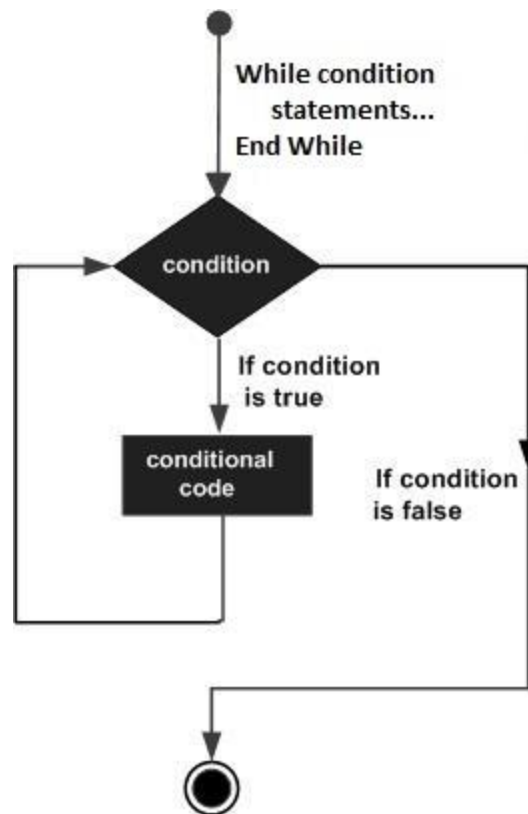 While condition
statements...
End While
condition
If condition
is true
conditional
code
If condition
is false